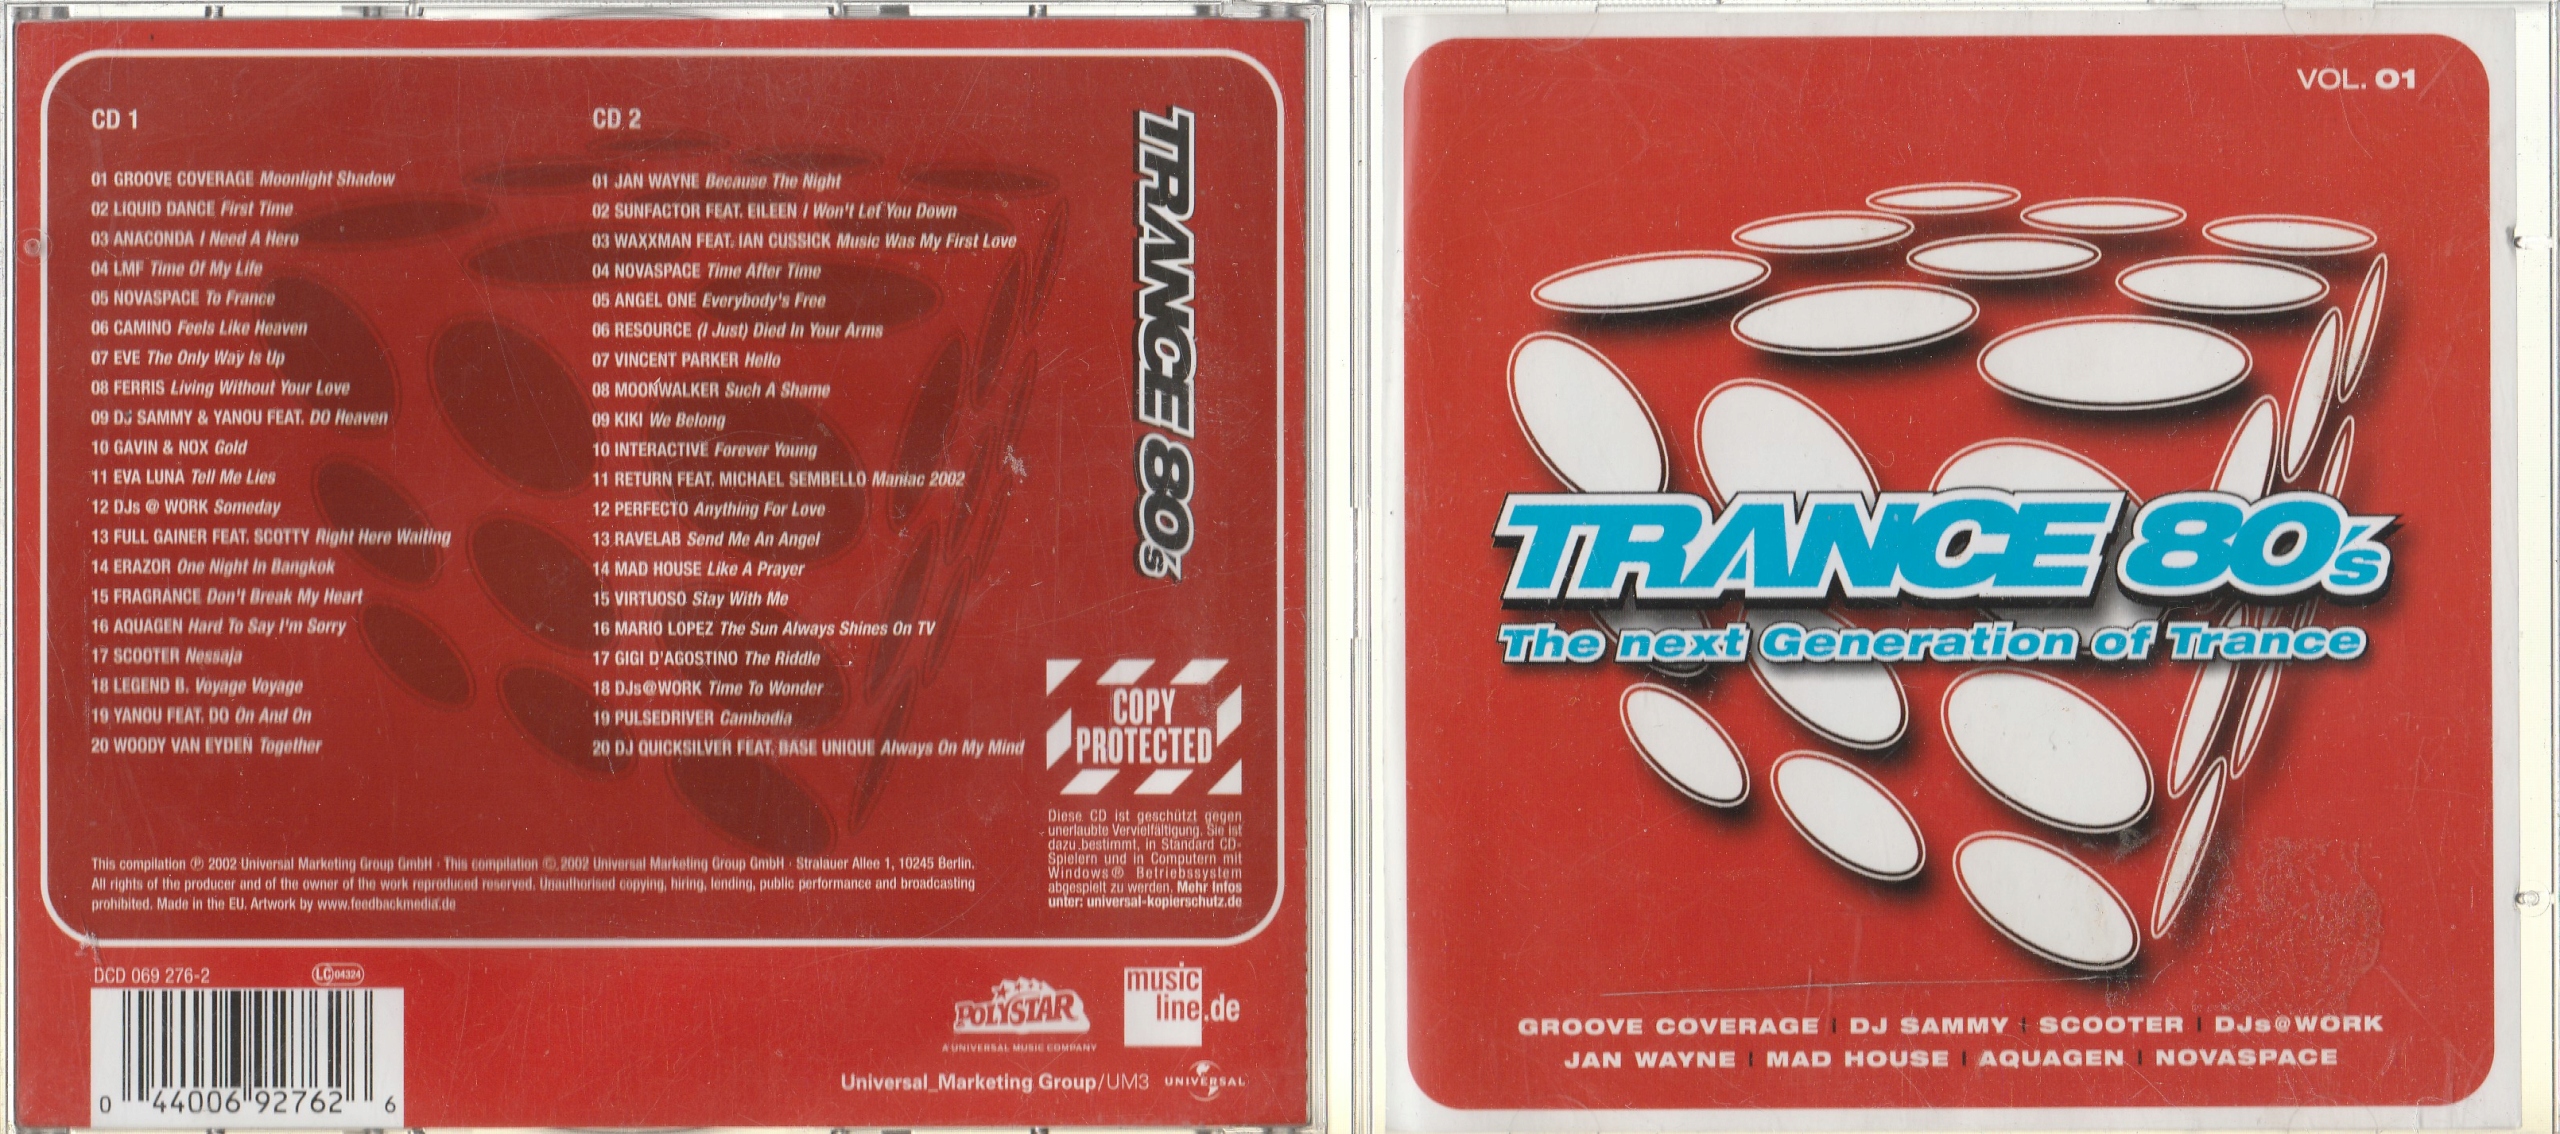 CD 1
01 GROOVE COVERAGE Moonlight Shadow
02 LIQUID DANCE First Time
03 ANACONDA I Need A Hero
04 LMF Time Of My Life
05 NOVASPACE To France
06 CAMINO Feels Like Heaven
07 EVE The Only Way Is Up
08 FERRIS Living Without Your Love
09 DJ SAMMY & YANOU FEAT. DO Heaven
10 GAVIN & NOX Gold
11 EVA LUNA Tell Me Lies
12 DJs @ WORK Someday
13 FULL GAINER FEAT. SCOTTY Right Here Waiting
14 ERAZOR One Night In Bangkok
15 FRAGRANCE Don't Break My Heart
16 AQUAGEN Hard To Say I'm Sorry
17 SCOOTER Nessaja
18 LEGEND B. Voyage Voyage
19 YANOU FEAT. DO On And On
20 WOODY VAN EYDEN Together
CD 2
01 JAN WAYNE Because The Night
02 SUNFACTOR FEAT. EILEEN I Won't Let You Down
03 WAXXMAN FEAT. IAN CUSSICK Music Was My First Love
04 NOVASPACE Time After Time
05 ANGEL ONE Everybody's Free
06 RESOURCE (I Just) Died In Your Arms
07 VINCENT PARKER Hello
08 MOONWALKER Such A Shame
09 KIKI We Belong
10 INTERACTIVE Forever Young
11 RETURN FEAT. MICHAEL SEMBELLO Maniac 2002
12 PERFECTO Anything For Love
13 RAVELAB Send Me An Angel
14 MAD HOUSE Like A Prayer
15 VIRTUOSO Stay With Me
16 MARIO LOPEZ The Sun Always Shines On TV
17 GIGI D'AGOSTINO The Riddle
18 DJs@WORK Time To Wonder
19 PULSEDRIVER Cambodia
20 DJ QUICKSILVER FEAT. BASE UNIQUE Always On My Mind
TRANCE 80's
COPY
PROTECTED
Diese CD ist geschützt gegen
unerlaubte Vervielfältigung. Sie ist
dazu bestimmt, in Standard CD-
Spielern und in Computern mit
Windows® Betriebssystem
abgespielt zu werden. Mehr Infos
unter: universal-kopierschutz.de
This compilation ℗ 2002 Universal Marketing Group GmbH · This compilation © 2002 Universal Marketing Group GmbH · Stralauer Allee 1, 10245 Berlin.
All rights of the producer and of the owner of the work reproduced reserved. Unauthorised copying, hiring, lending, public performance and broadcasting
prohibited. Made in the EU. Artwork by www.feedbackmedia.de
DCD 069 276-2
LC 04324
0 44006 92762 6
POLYSTAR
A UNIVERSAL MUSIC COMPANY
music
line.de
Universal_Marketing Group/UM3
UNIVERSAL
VOL. 01
TRANCE 80's
The next Generation of Trance
GROOVE COVERAGE | DJ SAMMY | SCOOTER | DJs@WORK
JAN WAYNE | MAD HOUSE | AQUAGEN | NOVASPACE